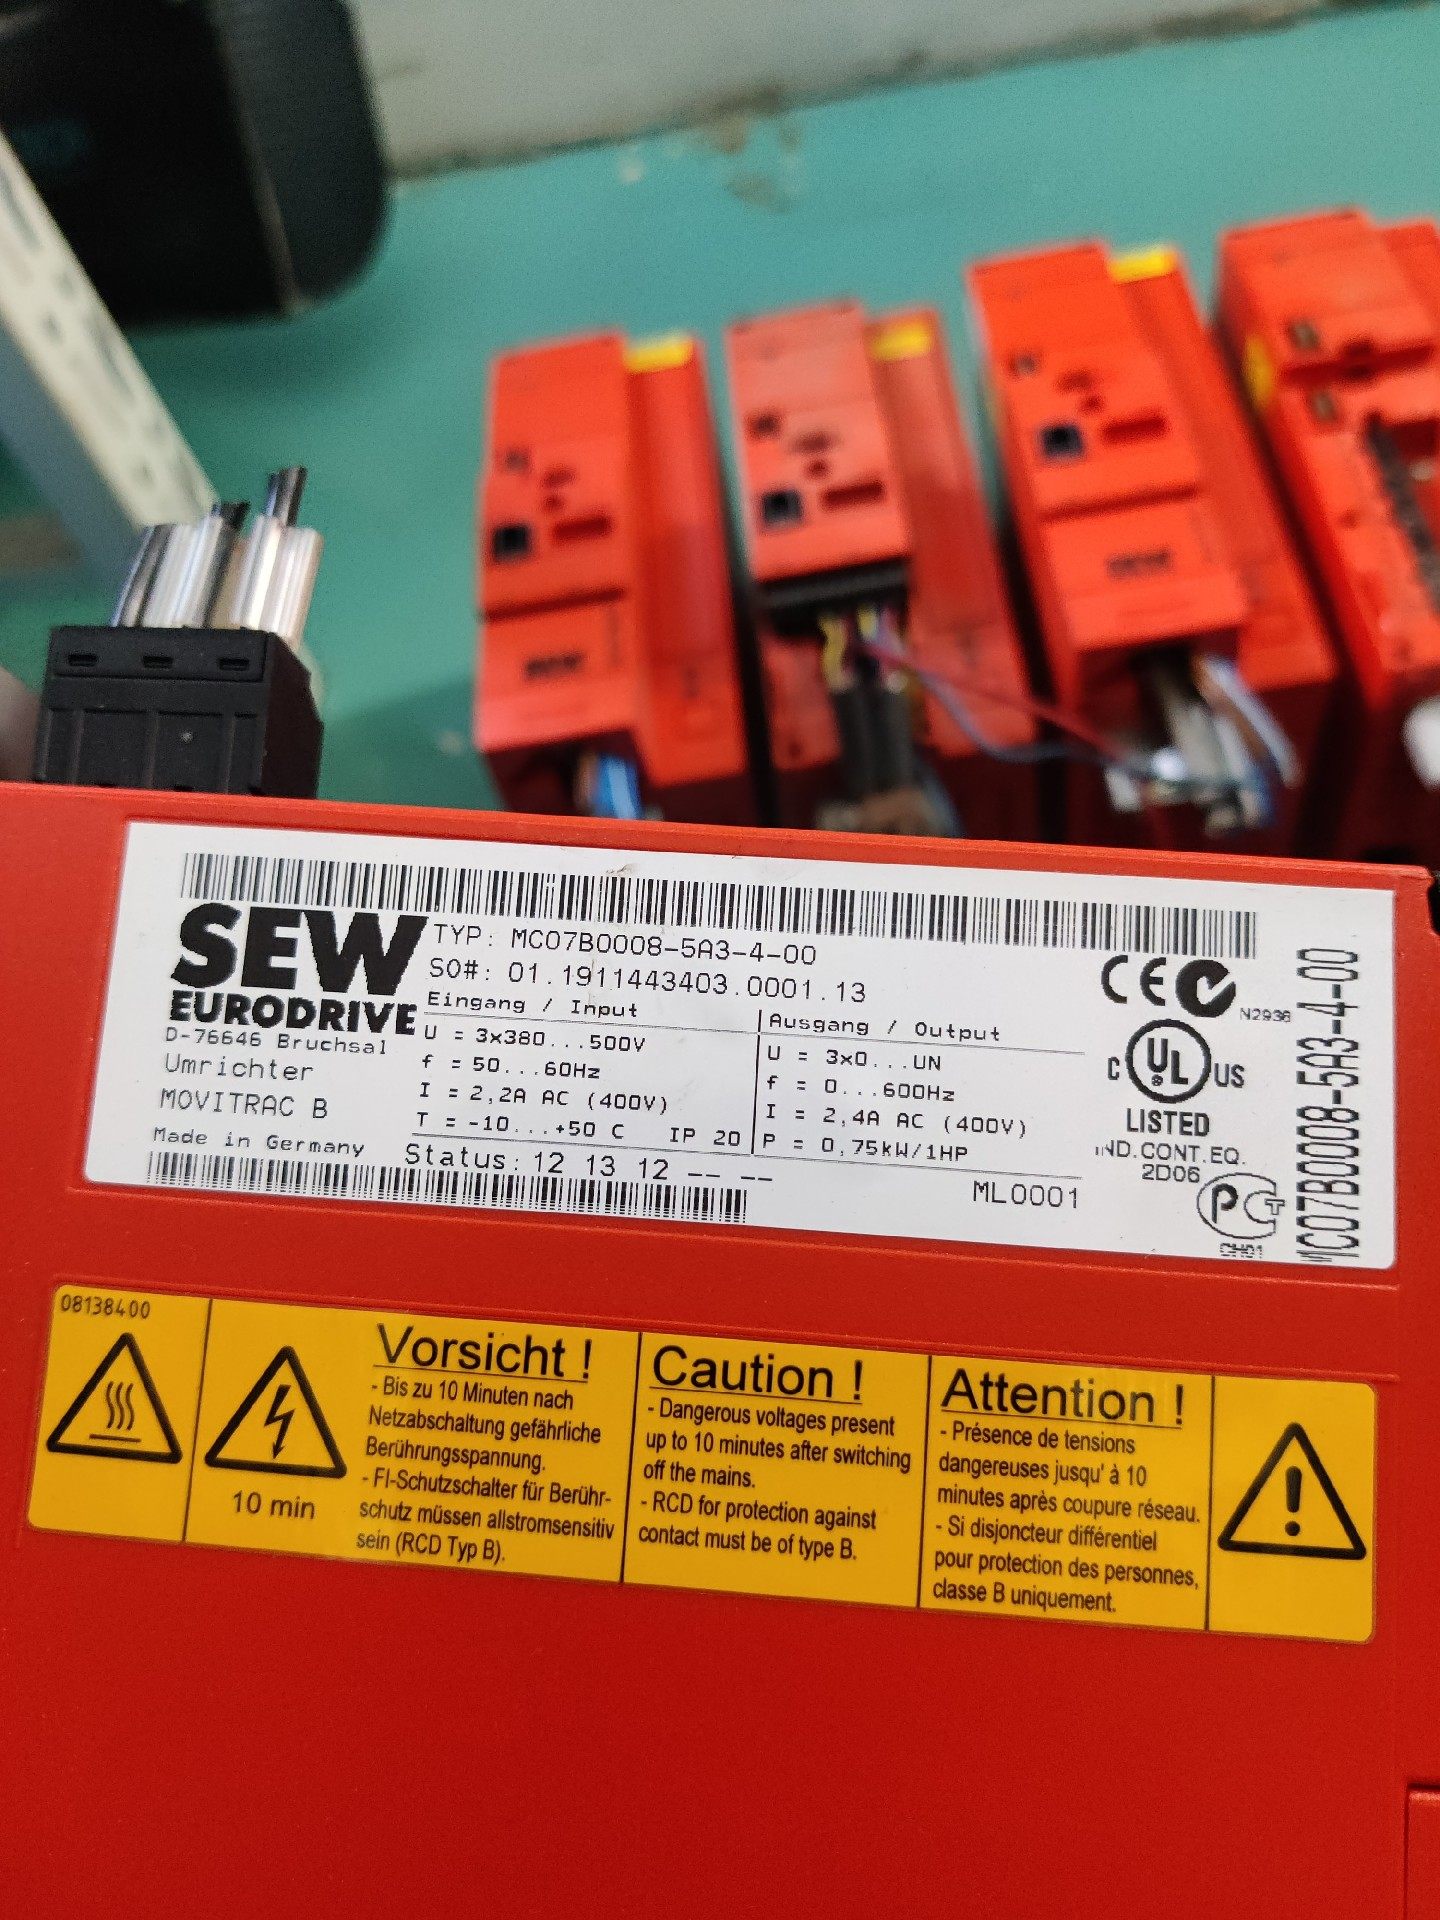 SEW
EURODRIVE
D-76646 Bruchsal
Umrichter
MOVITRAC B
Made in Germany
TYP: MC07B0008-5A3-4-00
SO#: 01.1911443403.0001.13
Eingang / Input
U = 3x380...500V
f = 50...60Hz
I = 2,2A AC (400V)
T = -10...+50 C IP 20
Status: 12 13 12 -- --
Ausgang / Output
U = 3x0...UN
f = 0...600Hz
I = 2,4A AC (400V)
P = 0,75kW/1HP
ML0001
CE
N2936
C UL US
LISTED
IND.CONT.EQ.
2D06
PCT
CH01
MC07B0008-5A3-4-00
08138400
10 min
Vorsicht !
- Bis zu 10 Minuten nach
Netzabschaltung gefährliche
Berührungsspannung.
- FI-Schutzschalter für Berühr-
schutz müssen allstromsensitiv
sein (RCD Typ B).
Caution !
- Dangerous voltages present
up to 10 minutes after switching
off the mains.
- RCD for protection against
contact must be of type B.
Attention !
- Présence de tensions
dangereuses jusqu' à 10
minutes après coupure réseau.
- Si disjoncteur différentiel
pour protection des personnes,
classe B uniquement.